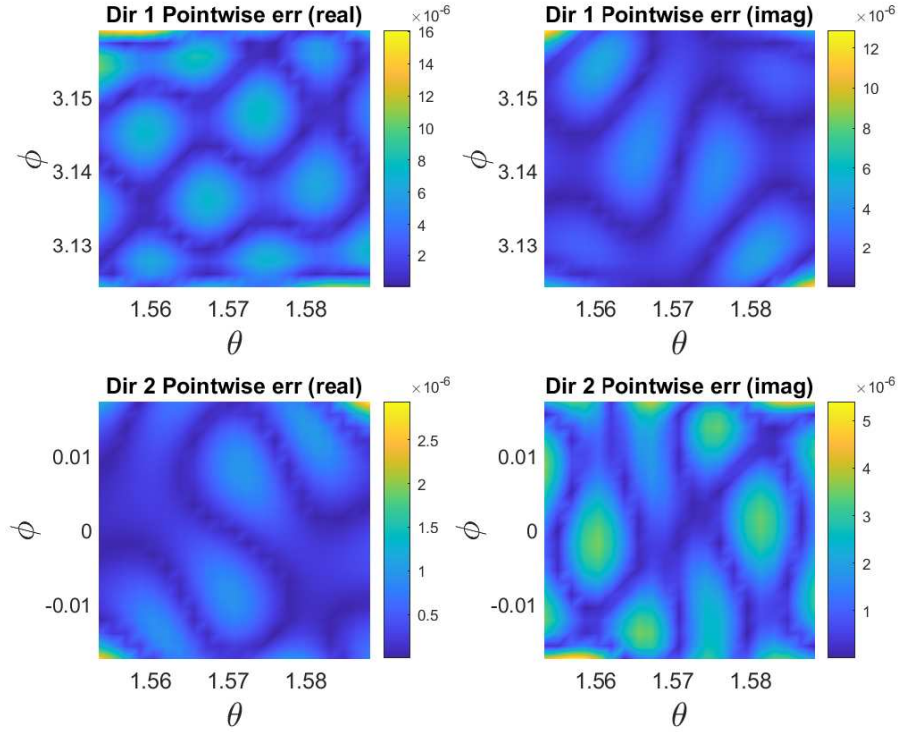 Dir 1 Pointwise err (real)
×10⁻⁶
16
14
12
10
8
6
4
2
3.15
3.14
3.13
ϕ
1.56 1.57 1.58
θ
Dir 1 Pointwise err (imag)
×10⁻⁶
12
10
8
6
4
2
3.15
3.14
3.13
ϕ
1.56 1.57 1.58
θ
Dir 2 Pointwise err (real)
×10⁻⁶
2.5
2
1.5
1
0.5
0.01
0
-0.01
ϕ
1.56 1.57 1.58
θ
Dir 2 Pointwise err (imag)
×10⁻⁶
5
4
3
2
1
0.01
0
-0.01
ϕ
1.56 1.57 1.58
θ